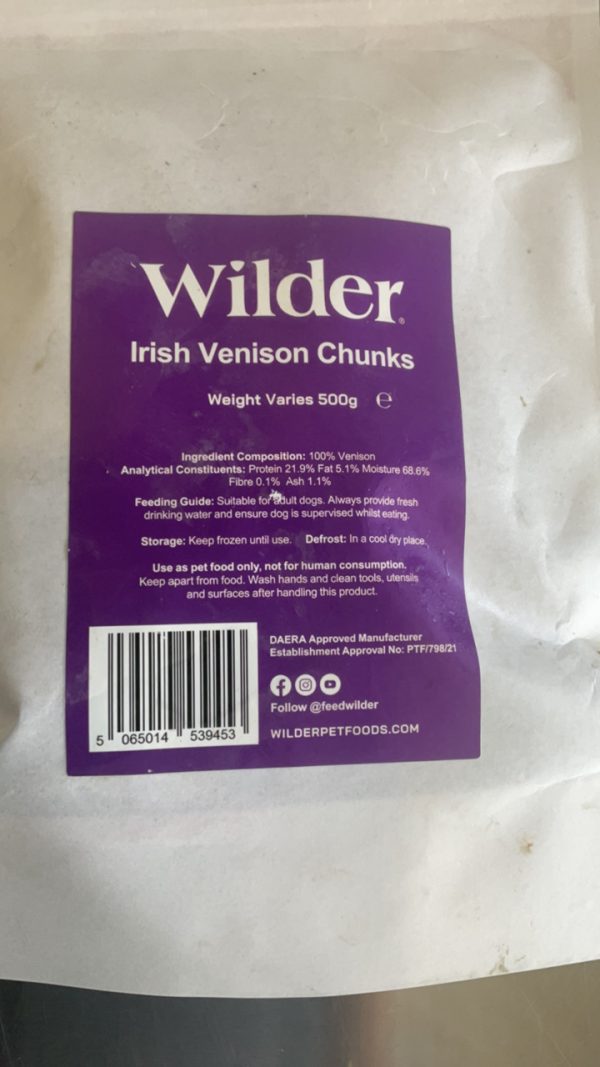 Wilder®
Irish Venison Chunks
Weight Varies 500g ℮
Ingredient Composition: 100% Venison
Analytical Constituents: Protein 21.9% Fat 5.1% Moisture 68.6%
Fibre 0.1% Ash 1.1%
Feeding Guide: Suitable for adult dogs. Always provide fresh
drinking water and ensure dog is supervised whilst eating.
Storage: Keep frozen until use. Defrost: In a cool dry place.
Use as pet food only, not for human consumption.
Keep apart from food. Wash hands and clean tools, utensils
and surfaces after handling this product.
DAERA Approved Manufacturer
Establishment Approval No: PTF/798/21
Follow @feedwilder
WILDERPETFOODS.COM
5 065014 539453